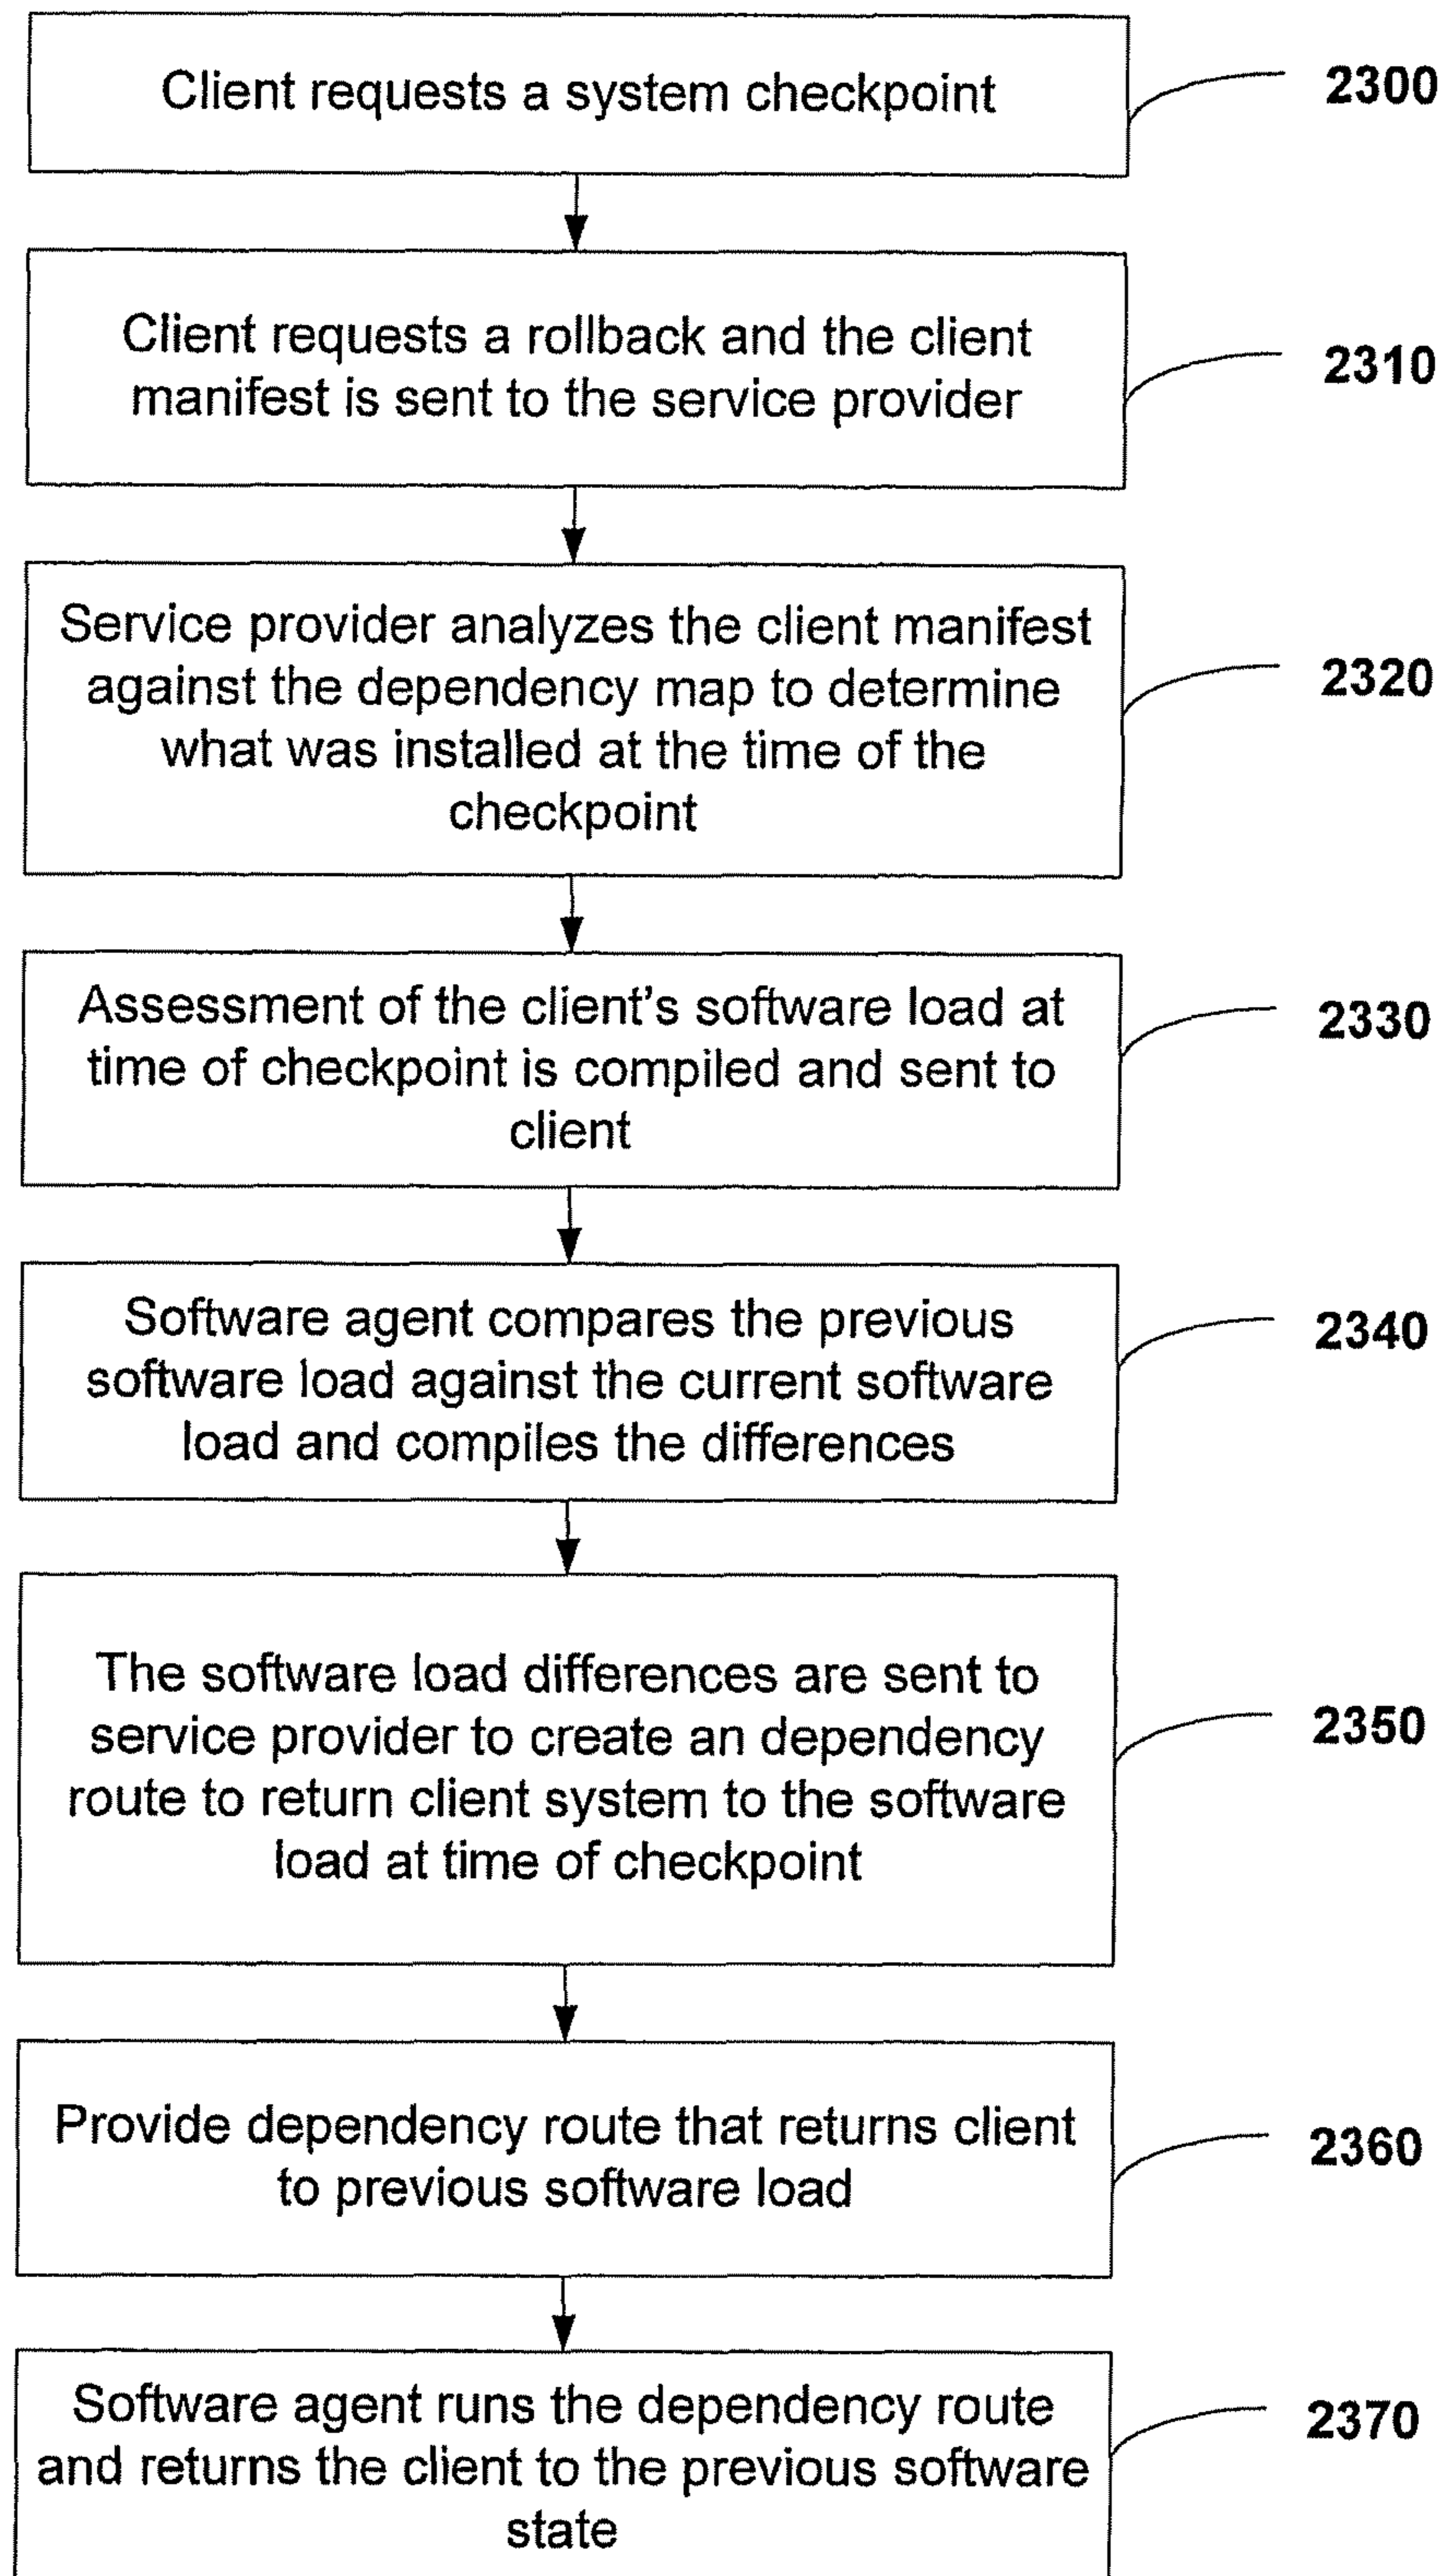 Client requests a system checkpoint
2300
Client requests a rollback and the client
manifest is sent to the service provider
2310
Service provider analyzes the client manifest
against the dependency map to determine
what was installed at the time of the
checkpoint
2320
Assessment of the client's software load at
time of checkpoint is compiled and sent to
client
2330
Software agent compares the previous
software load against the current software
load and compiles the differences
2340
The software load differences are sent to
service provider to create an dependency
route to return client system to the software
load at time of checkpoint
2350
Provide dependency route that returns client
to previous software load
2360
Software agent runs the dependency route
and returns the client to the previous software
state
2370